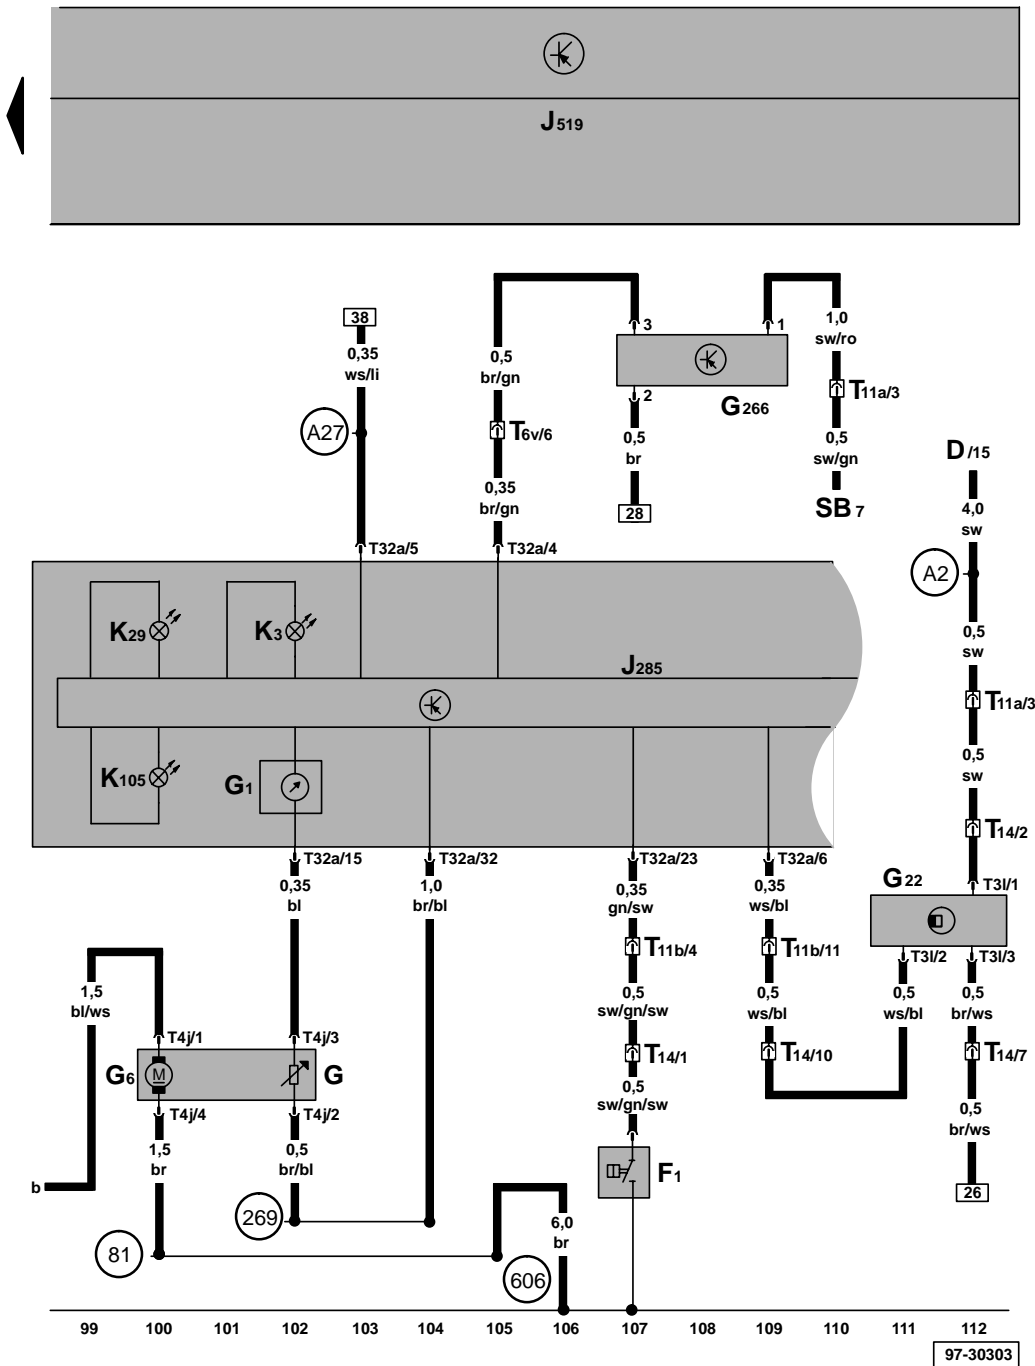 J519
38
0,35
ws/li
A27
0,5
br/gn
T6v/6
0,35
br/gn
3
1
2
G266
0,5
br
28
1,0
sw/ro
T11a/3
0,5
sw/gn
SB7
D/15
4,0
sw
A2
0,5
sw
T11a/3
0,5
sw
T14/2
T32a/5
T32a/4
K29
K3
J285
K105
G1
T32a/15
T32a/32
T32a/23
T32a/6
G22
T3l/1
T3l/2
T3l/3
0,35
bl
1,0
br/bl
0,35
gn/sw
0,35
ws/bl
T11b/4
T11b/11
1,5
bl/ws
0,5
sw/gn/sw
0,5
ws/bl
0,5
ws/bl
0,5
br/ws
T4j/1
T4j/3
T14/1
T14/10
T14/7
G6
M
G
T4j/4
T4j/2
0,5
sw/gn/sw
0,5
br/ws
1,5
br
0,5
br/bl
F1
b
26
269
81
6,0
br
606
99 100 101 102 103 104 105 106 107 108 109 110 111 112
97-30303